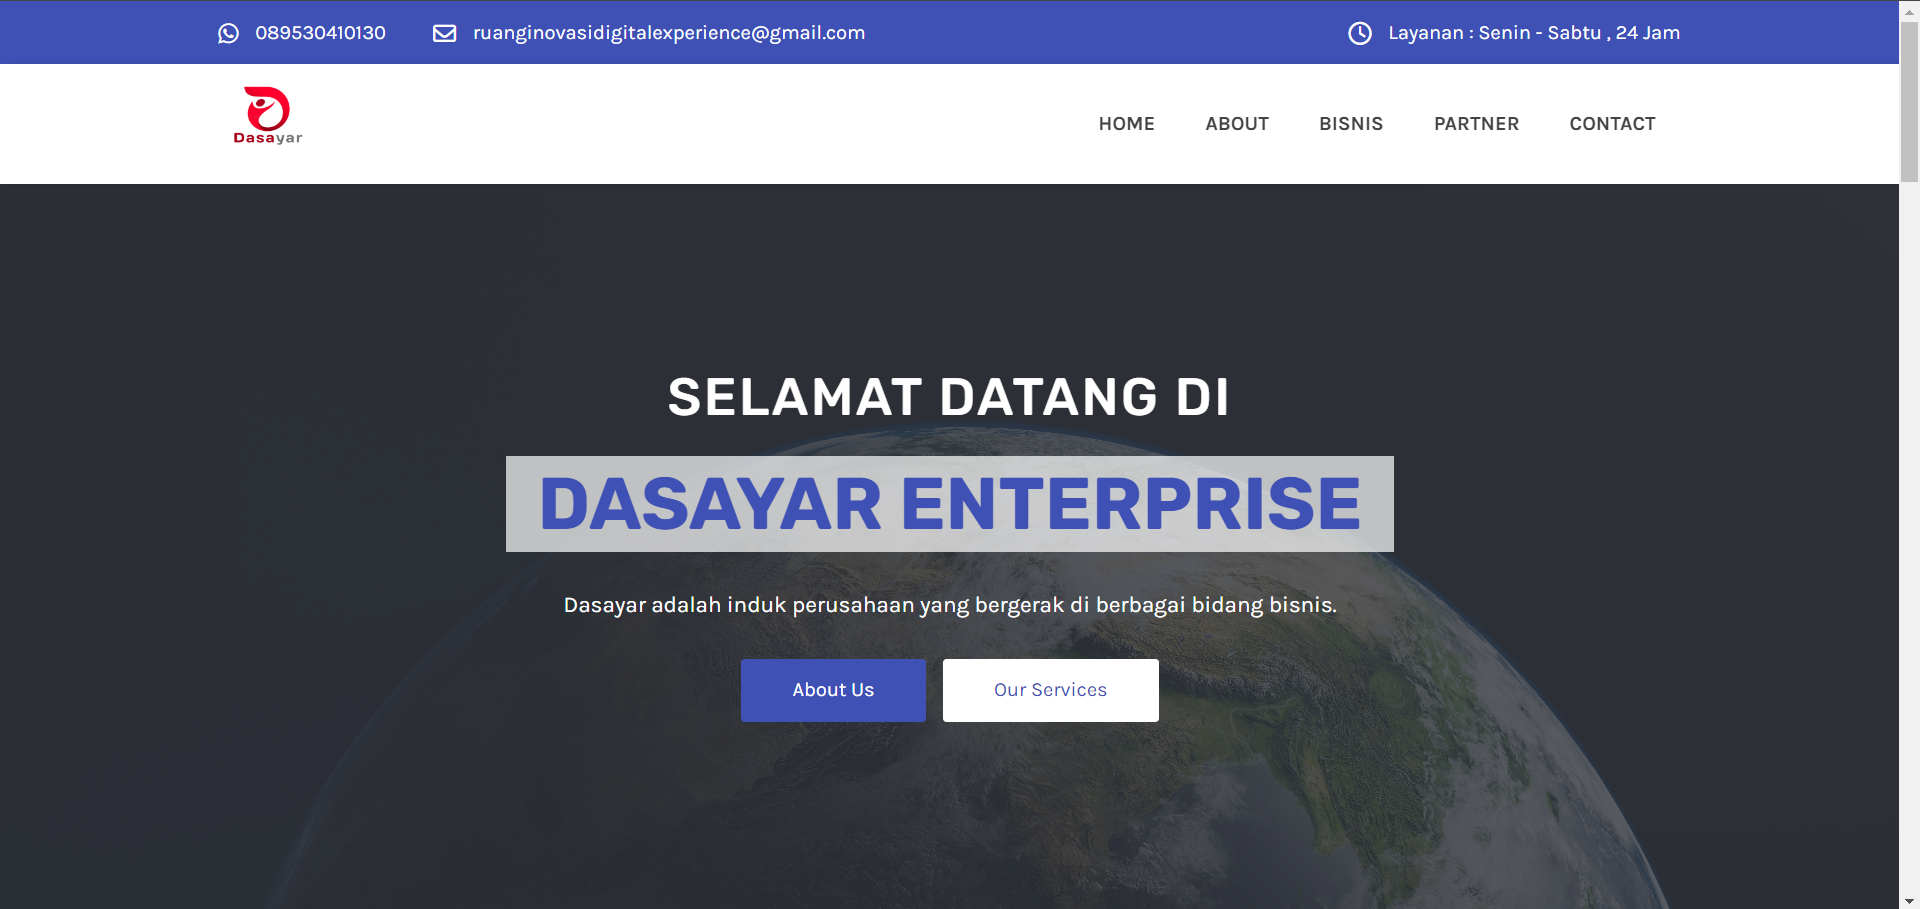 089530410130
ruanginovasidigitalexperience@gmail.com
Layanan : Senin - Sabtu , 24 Jam
Dasayar
HOME
ABOUT
BISNIS
PARTNER
CONTACT
SELAMAT DATANG DI
DASAYAR ENTERPRISE
Dasayar adalah induk perusahaan yang bergerak di berbagai bidang bisnis.
About Us
Our Services